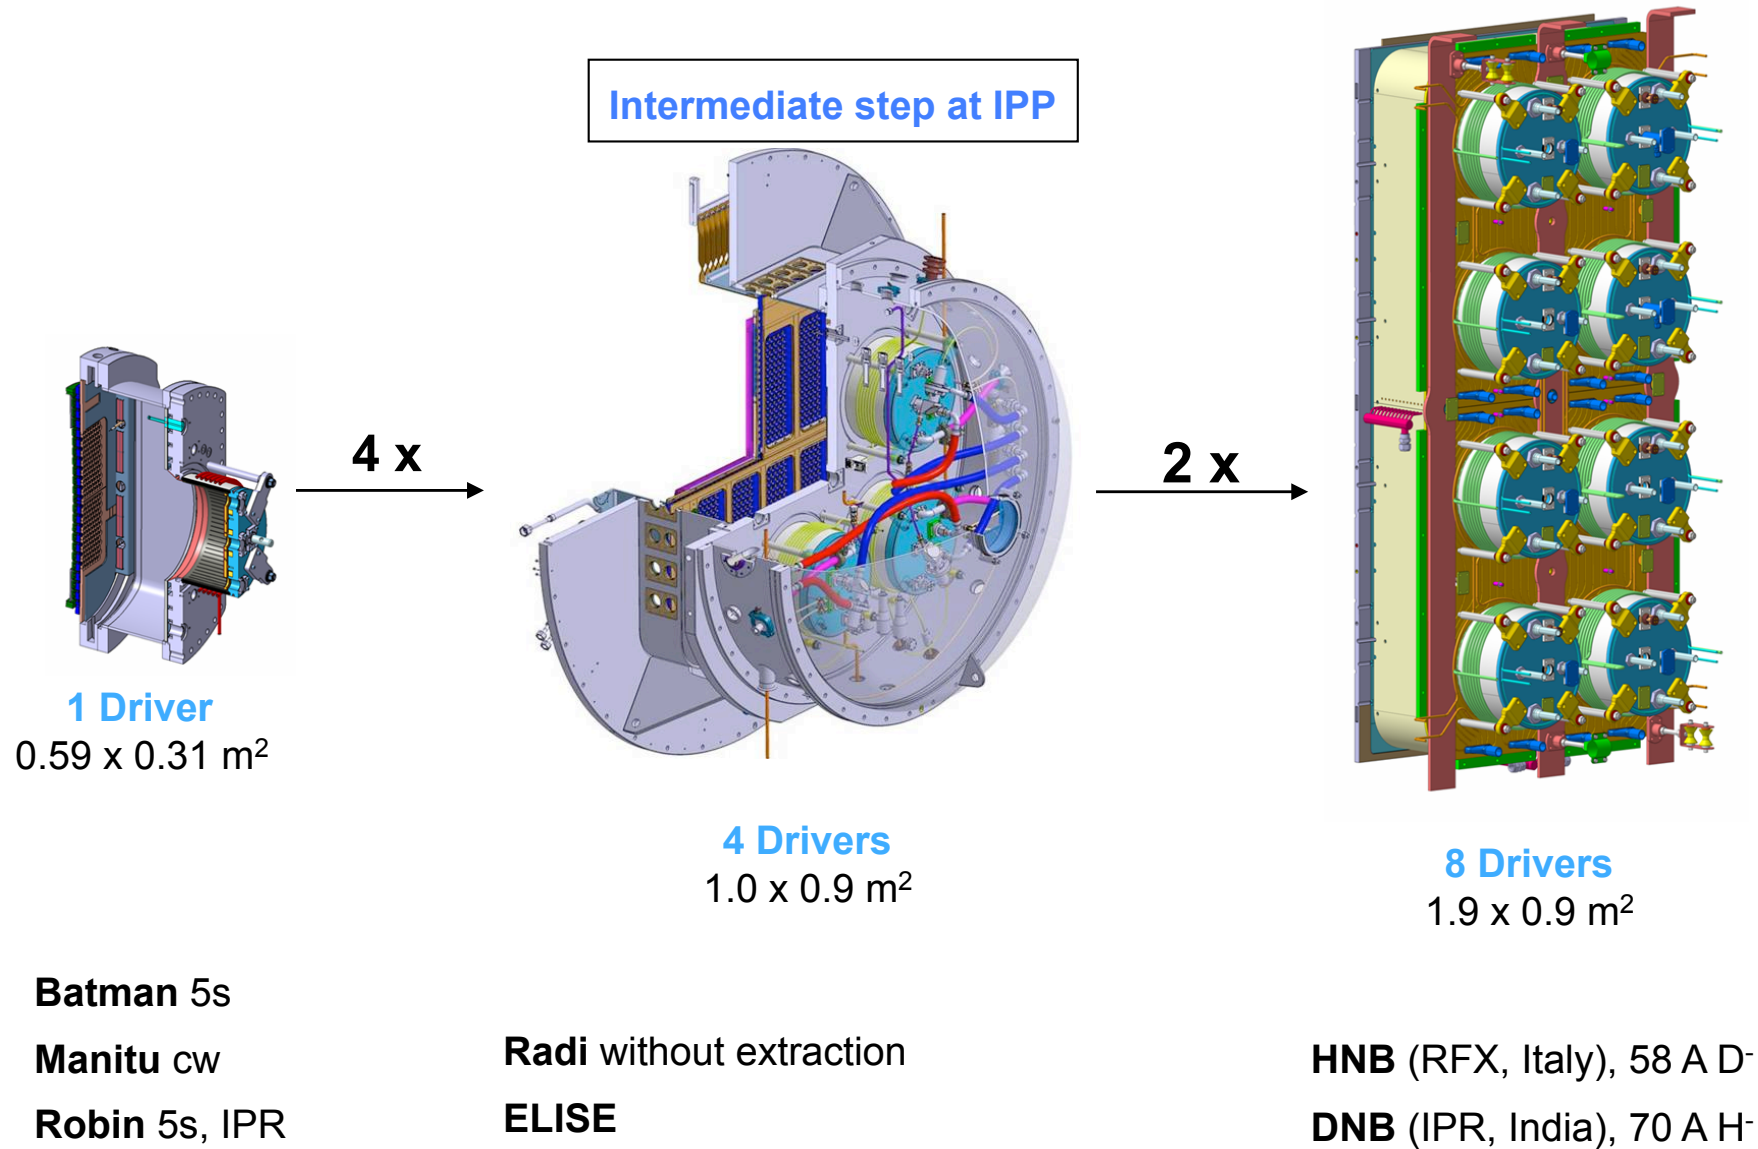 Intermediate step at IPP
4 x
2 x
1 Driver
0.59 x 0.31 m²
4 Drivers
1.0 x 0.9 m²
8 Drivers
1.9 x 0.9 m²
Batman 5s
Manitu cw
Robin 5s, IPR
Radi without extraction
ELISE
HNB (RFX, Italy), 58 A D⁻
DNB (IPR, India), 70 A H⁻